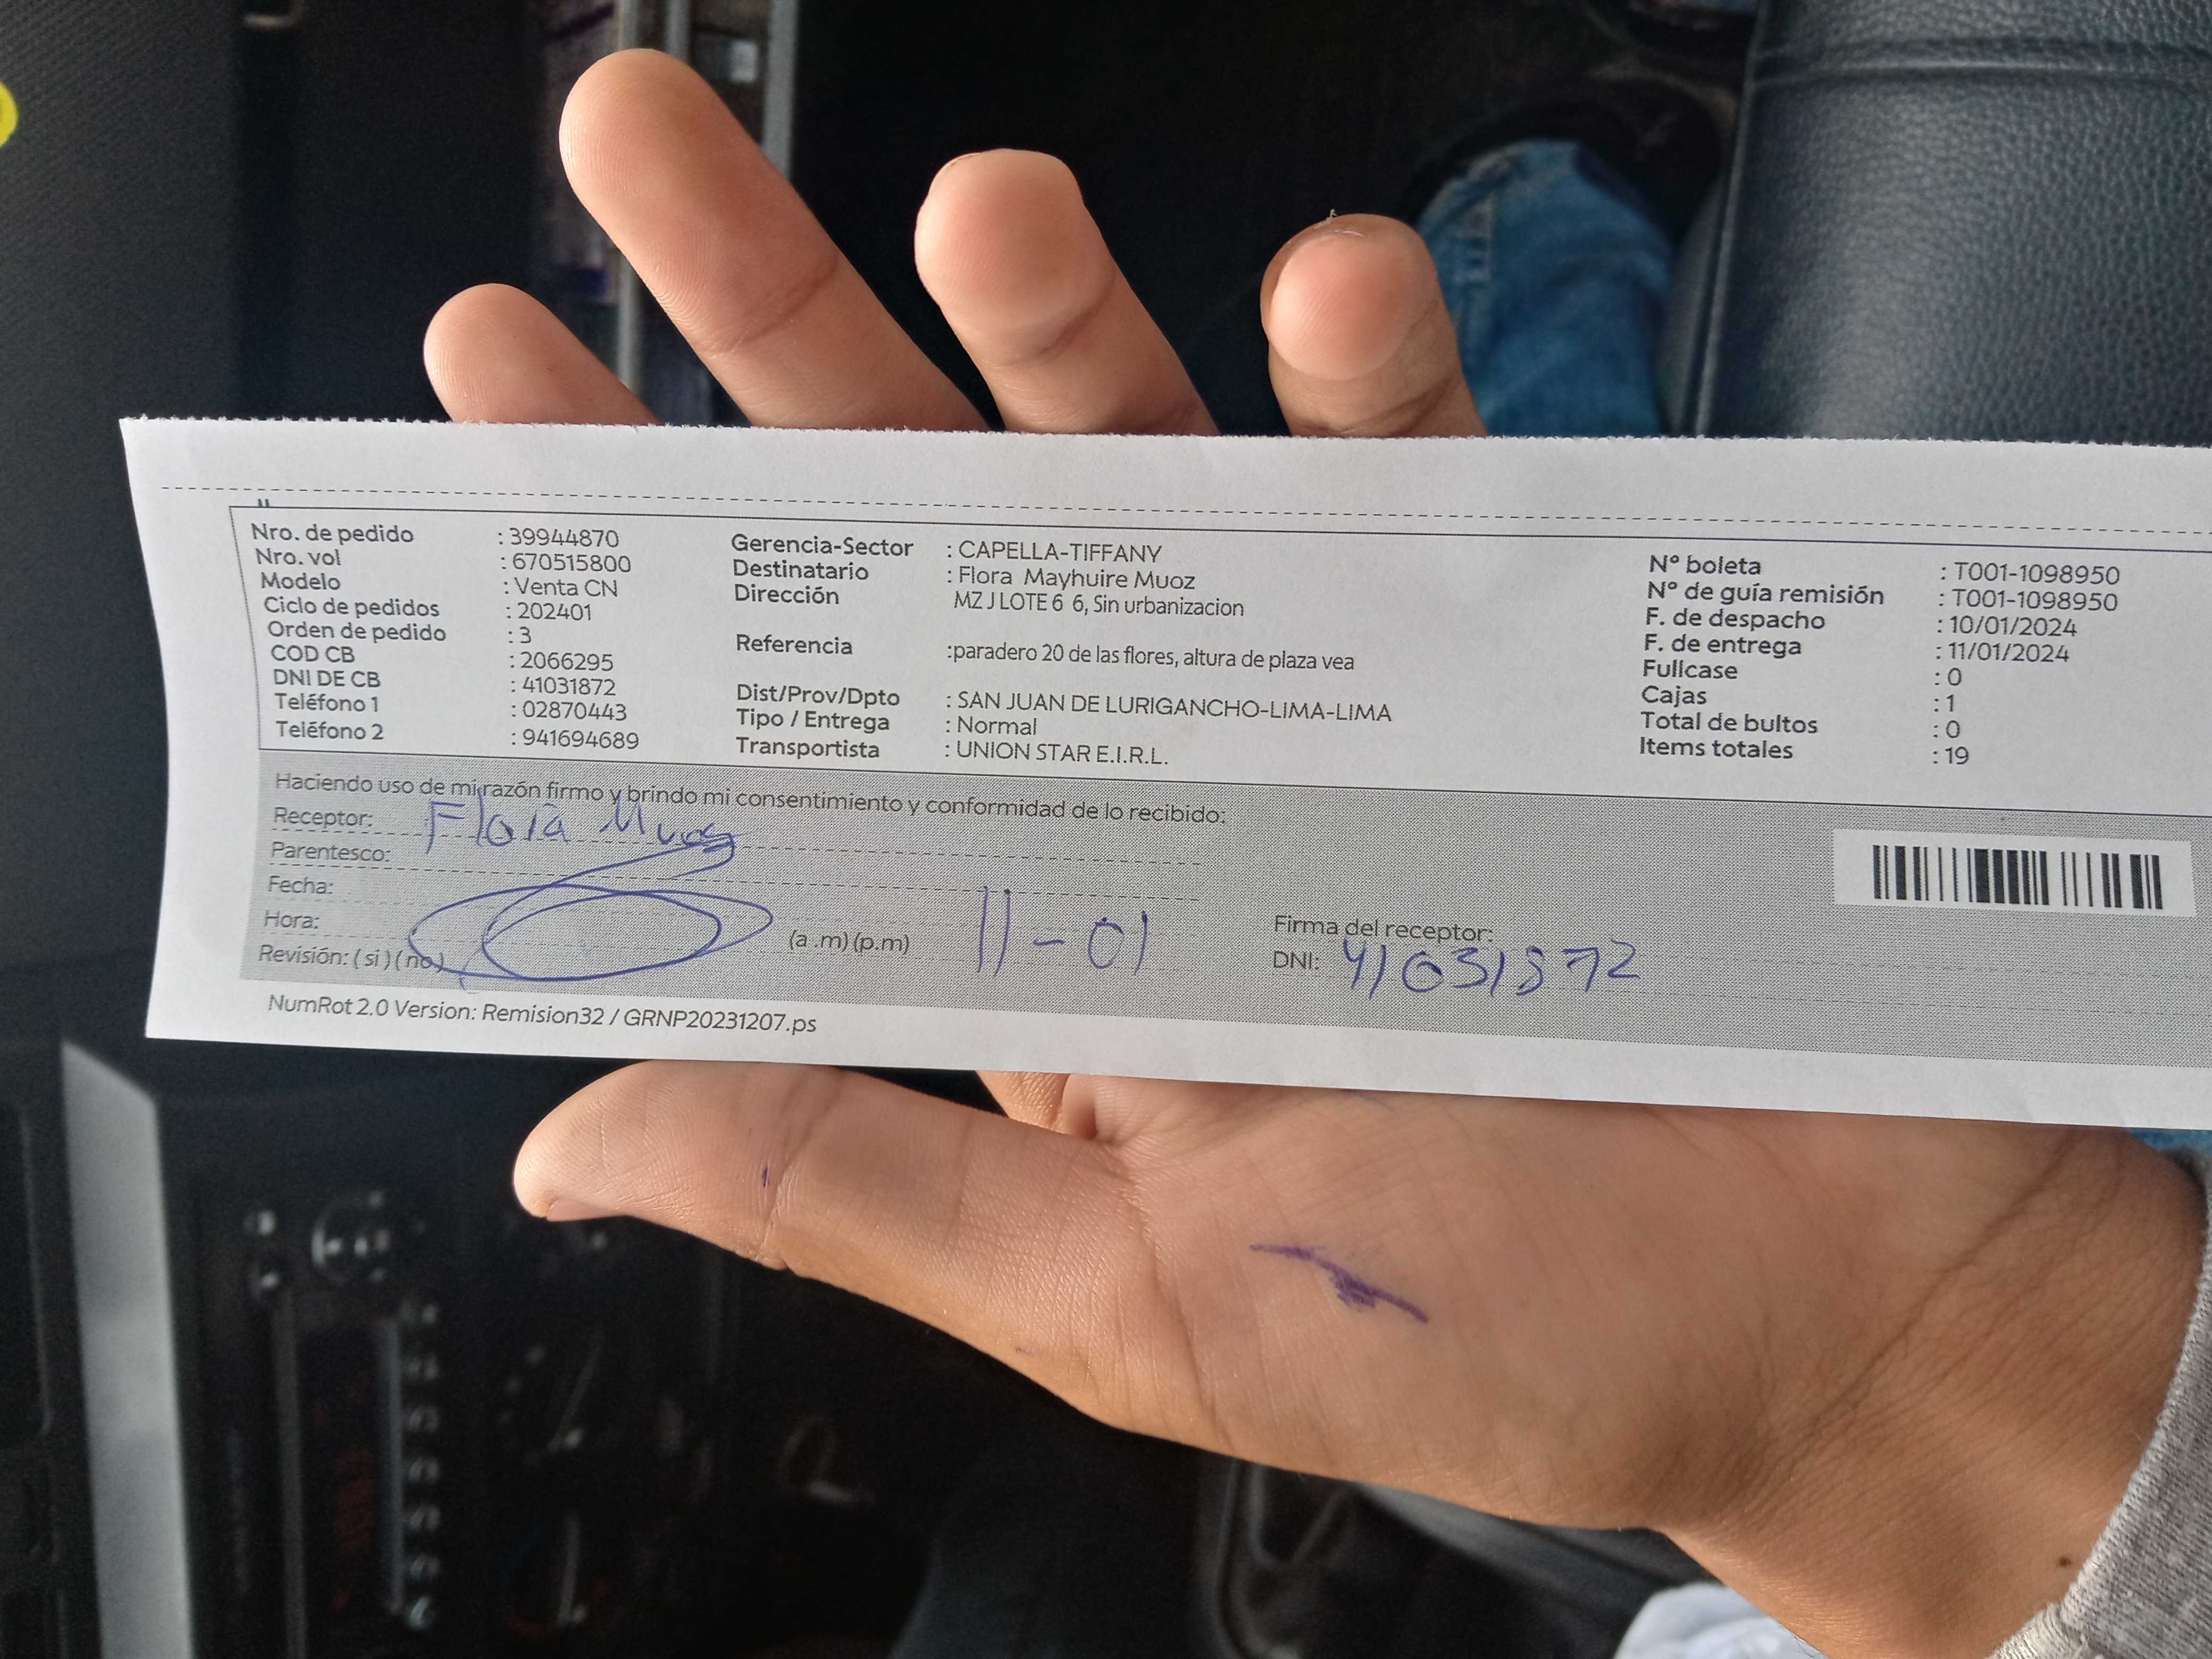 Nro. de pedido : 39944870
Nro. vol : 670515800
Modelo : Venta CN
Ciclo de pedidos : 202401
Orden de pedido : 3
COD CB : 2066295
DNI DE CB : 41031872
Teléfono 1 : 02870443
Teléfono 2 : 941694689
Gerencia-Sector : CAPELLA-TIFFANY
Destinatario : Flora Mayhuire Muoz
Dirección MZ J LOTE 6 6, Sin urbanizacion
Referencia :paradero 20 de las flores, altura de plaza vea
Dist/Prov/Dpto : SAN JUAN DE LURIGANCHO-LIMA-LIMA
Tipo / Entrega : Normal
Transportista : UNION STAR E.I.R.L.
N° boleta : T001-1098950
N° de guía remisión : T001-1098950
F. de despacho : 10/01/2024
F. de entrega : 11/01/2024
Fullcase : 0
Cajas : 1
Total de bultos : 0
Items totales : 19
Haciendo uso de mi razón firmo y brindo mi consentimiento y conformidad de lo recibido:
Receptor: Flora Muoz
Parentesco:
Fecha:
Hora: (a .m) (p.m) 11-01
Revisión: ( si ) ( no )
Firma del receptor:
DNI: 41031872
NumRot 2.0 Version: Remision32 / GRNP20231207.ps